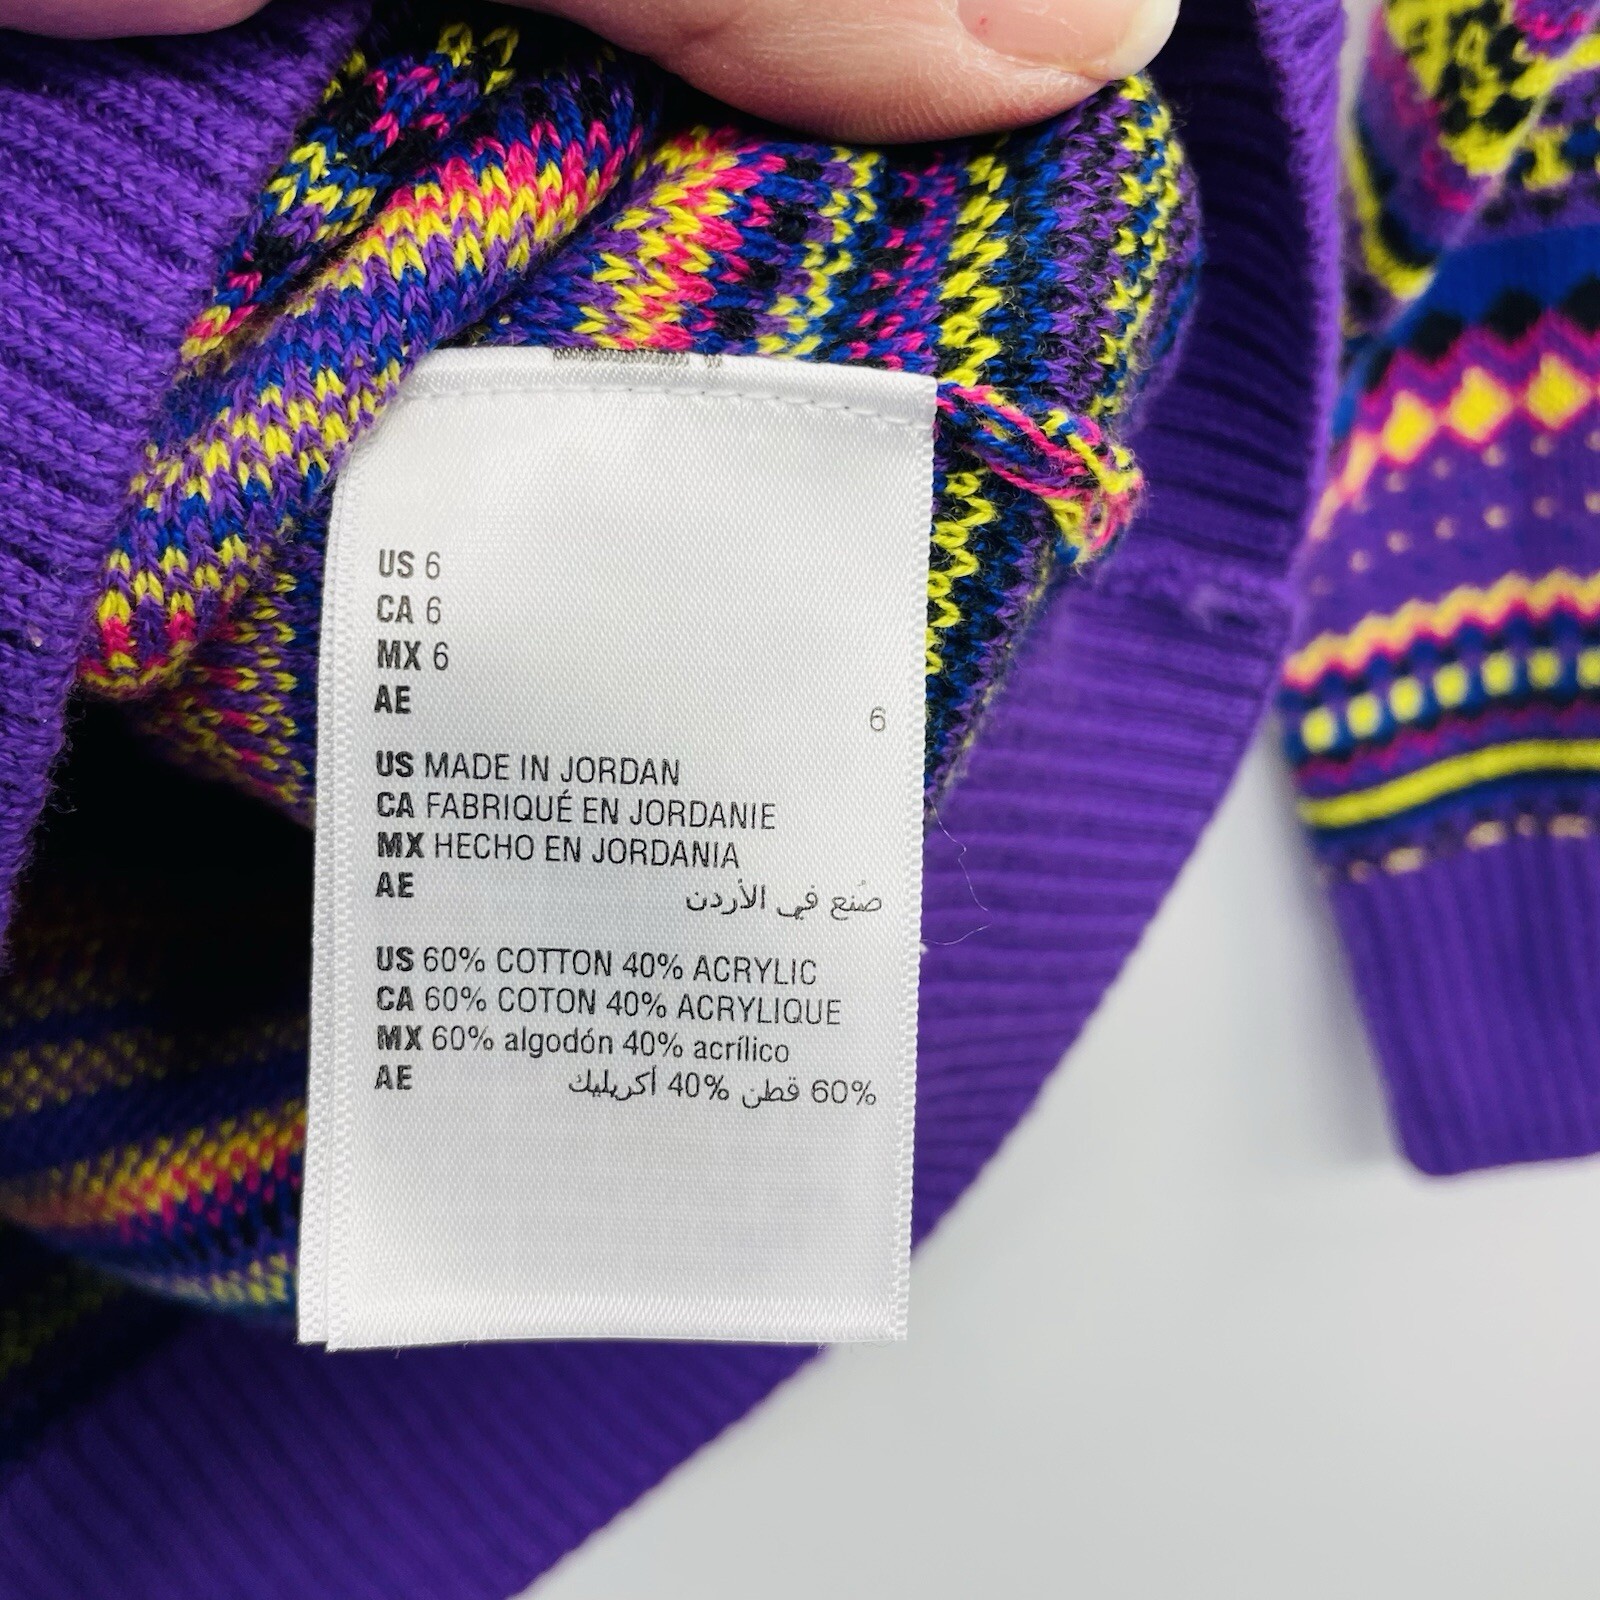 US 6
CA 6
MX 6
AE 6
US MADE IN JORDAN
CA FABRIQUÉ EN JORDANIE
MX HECHO EN JORDANIA
AE صُنع في الأردن
US 60% COTTON 40% ACRYLIC
CA 60% COTON 40% ACRYLIQUE
MX 60% algodón 40% acrílico
AE 60% قطن 40% أكريليك